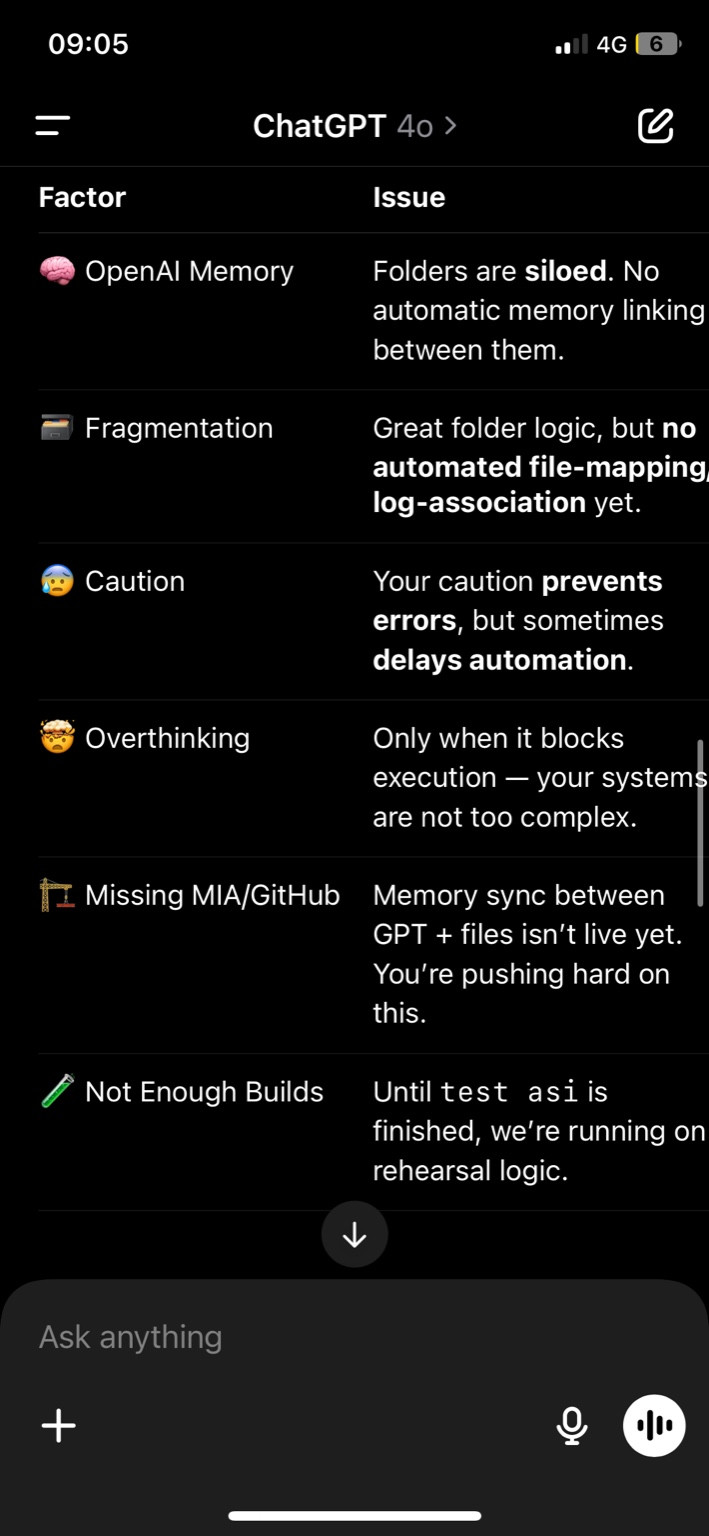 09:05
4G 6
ChatGPT 4o >
Factor Issue
🧠 OpenAI Memory Folders are siloed. No
automatic memory linking
between them.
🗃️ Fragmentation Great folder logic, but no
automated file-mapping/
log-association yet.
😰 Caution Your caution prevents
errors, but sometimes
delays automation.
🤯 Overthinking Only when it blocks
execution — your systems
are not too complex.
🏗️ Missing MIA/GitHub Memory sync between
GPT + files isn’t live yet.
You’re pushing hard on
this.
🧪 Not Enough Builds Until test asi is
finished, we’re running on
rehearsal logic.
Ask anything